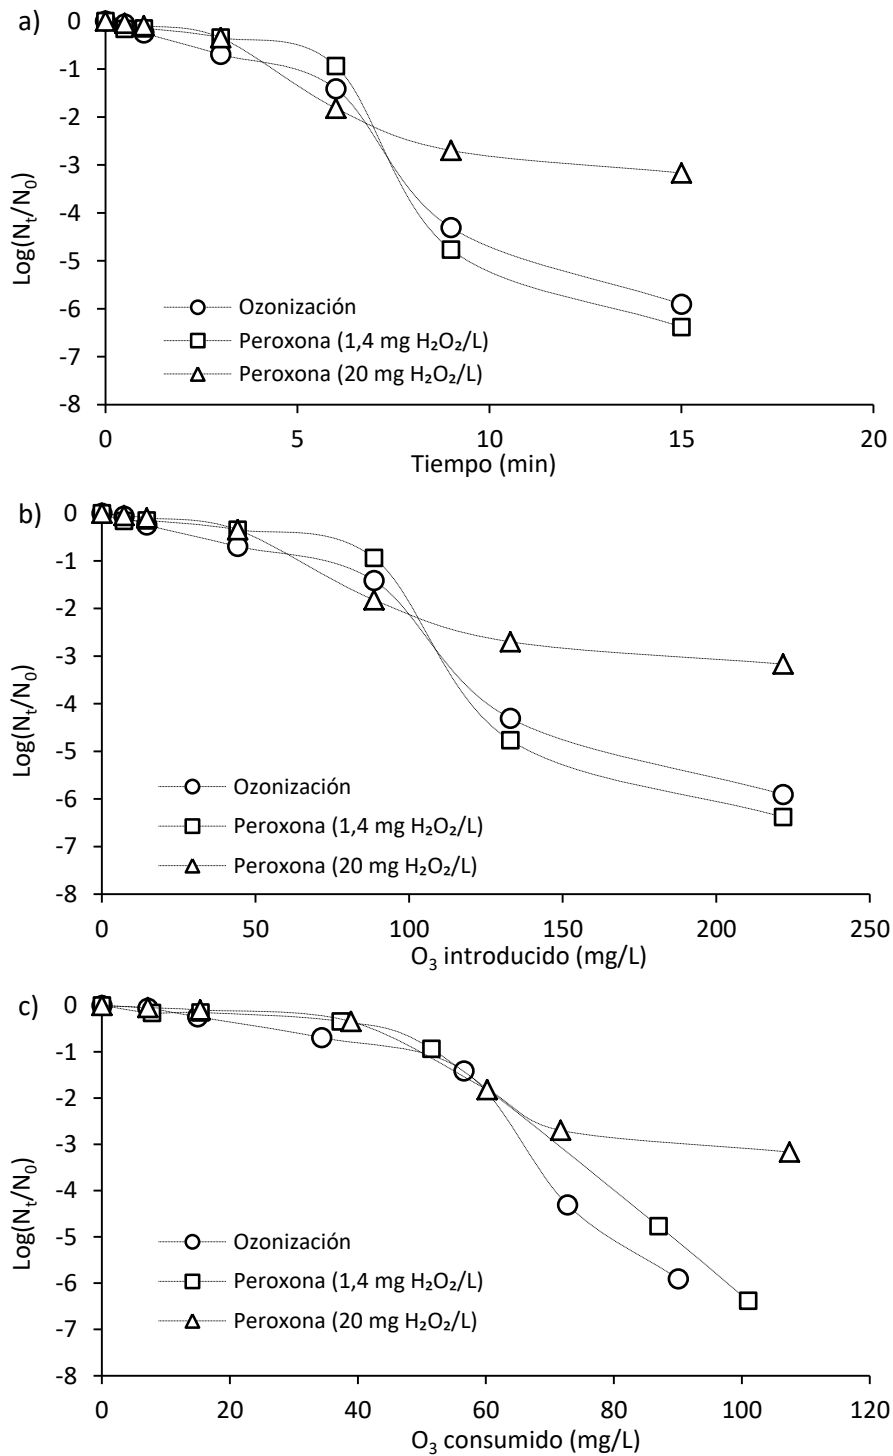 a)
0
-1
-2
-3
-4
-5
-6
-7
-8
Log(Nₜ/N₀)
Ozonización
Peroxona (1,4 mg H₂O₂/L)
Peroxona (20 mg H₂O₂/L)
0 5 10 15 20
Tiempo (min)
b)
0
-1
-2
-3
-4
-5
-6
-7
-8
Log(Nₜ/N₀)
Ozonización
Peroxona (1,4 mg H₂O₂/L)
Peroxona (20 mg H₂O₂/L)
0 50 100 150 200 250
O₃ introducido (mg/L)
c)
0
-1
-2
-3
-4
-5
-6
-7
-8
Log(Nₜ/N₀)
Ozonización
Peroxona (1,4 mg H₂O₂/L)
Peroxona (20 mg H₂O₂/L)
0 20 40 60 80 100 120
O₃ consumido (mg/L)